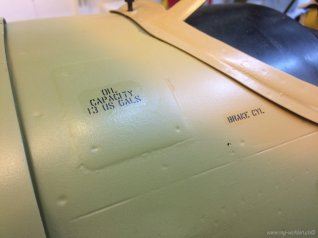 OIL
CAPACITY
13 US GALS
BRAKE CYL